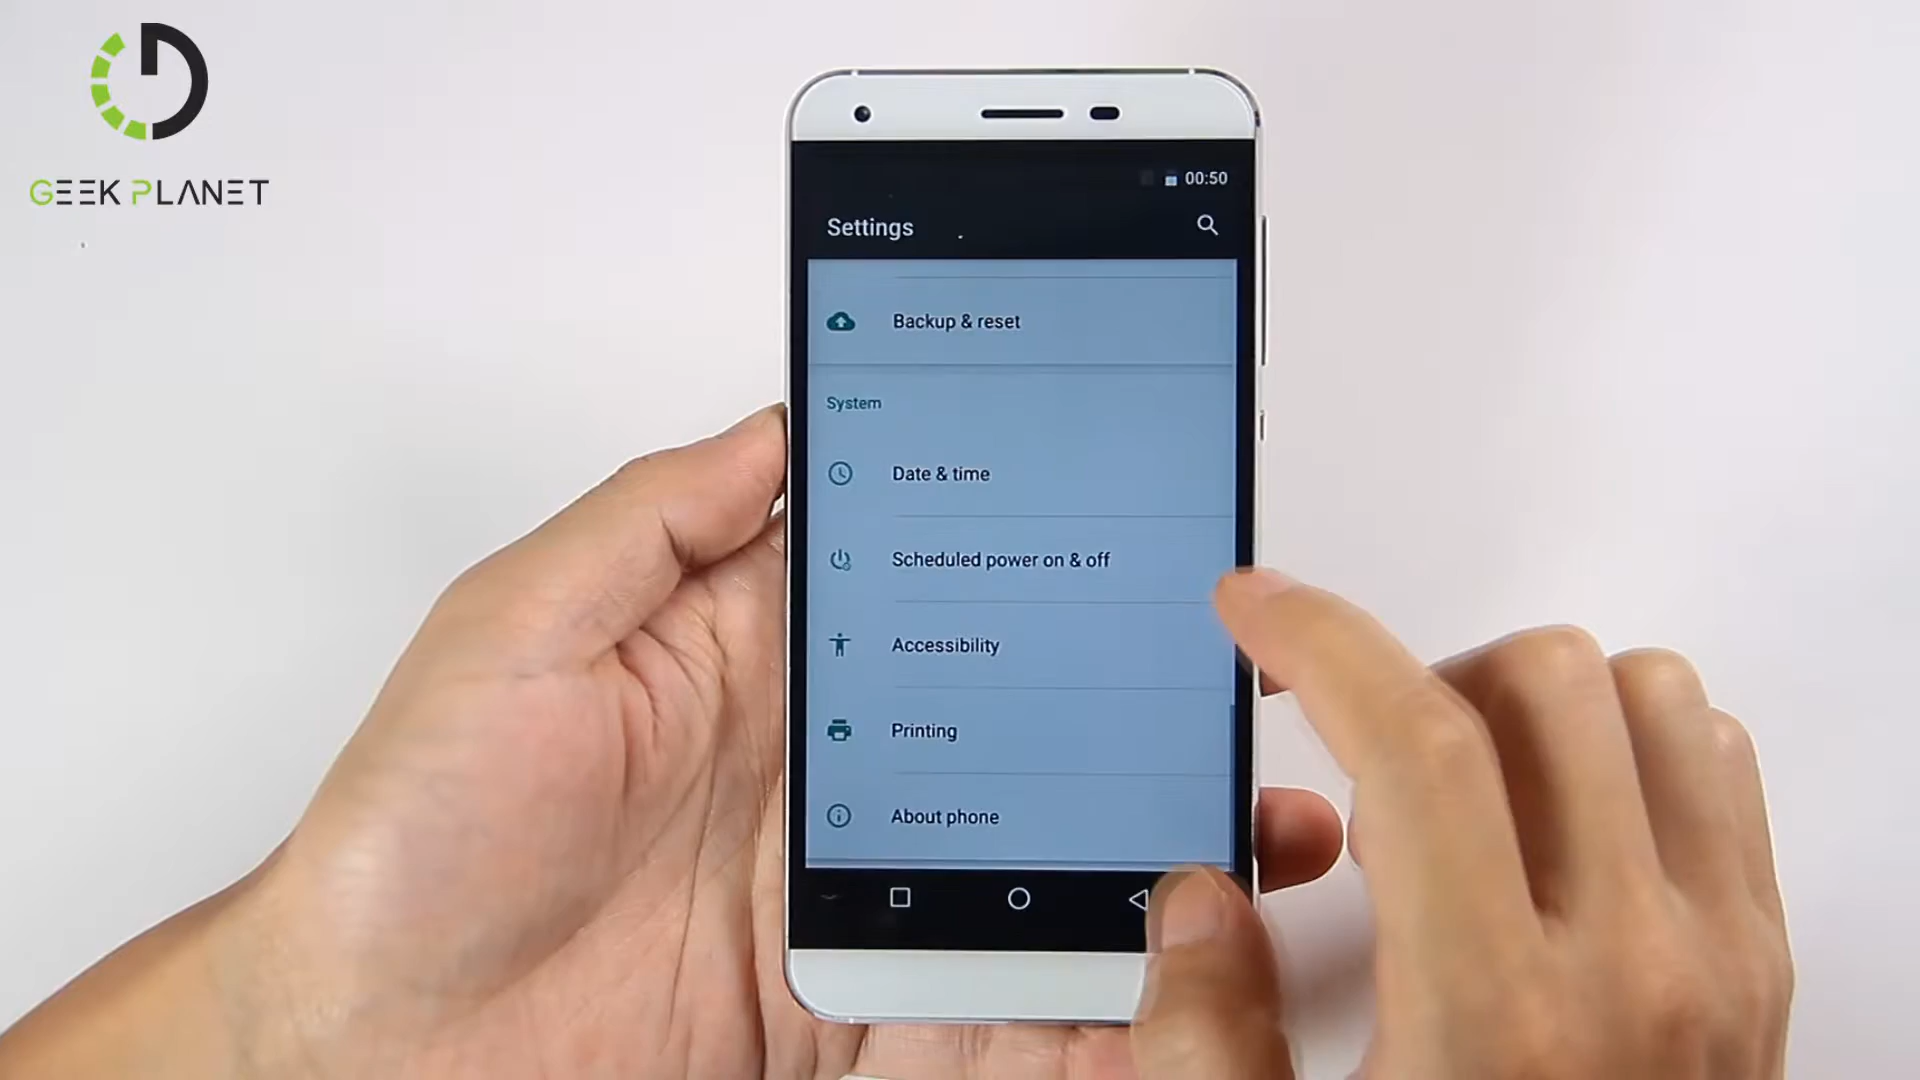 GEEK PLANET
00:50
Settings
Backup & reset
System
Date & time
Scheduled power on & off
Accessibility
Printing
About phone